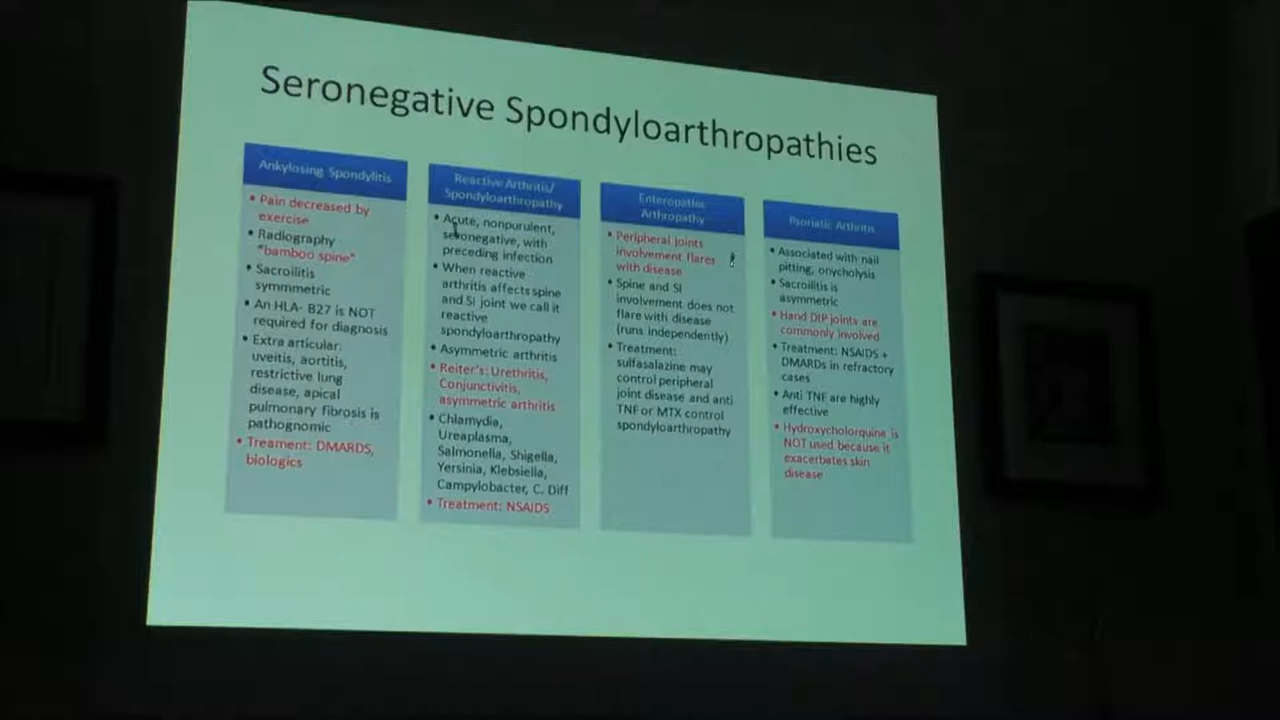 Seronegative Spondyloarthropathies
Ankylosing Spondylitis
• Pain decreased by
exercise
• Radiography
"bamboo spine"
• Sacroilitis
symmmetric
• An HLA- B27 is NOT
required for diagnosis
• Extra articular:
uveitis, aortitis,
restrictive lung
disease, apical
pulmonary fibrosis is
pathognomic
• Treament: DMARDS,
biologics
Reactive Arthritis/
Spondyloarthropathy
• Acute, nonpurulent,
seronegative, with
preceding infection
• When reactive
arthritis affects spine
and SI joint we call it
reactive
spondyloarthropathy
• Asymmetric arthritis
• Reiter's: Urethritis,
Conjunctivitis,
asymmetric arthritis
• Chlamydia,
Ureaplasma,
Salmonella, Shigella,
Yersinia, Klebsiella,
Campylobacter, C. Diff
• Treatment: NSAIDS
Enteropathic
Arthropathy
• Peripheral joints
involvement flares
with disease
• Spine and SI
involvement does not
flare with disease
(runs independently)
• Treatment:
sulfasalazine may
control peripheral
joint disease and anti
TNF or MTX control
spondyloarthropathy
Psoriatic Arthritis
• Associated with nail
pitting, onycholysis
• Sacroilitis is
asymmetric
• Hand DIP joints are
commonly involved
• Treatment: NSAIDS +
DMARDs in refractory
cases
• Anti TNF are highly
effective
• Hydroxycholorquine is
NOT used because it
exacerbates skin
disease